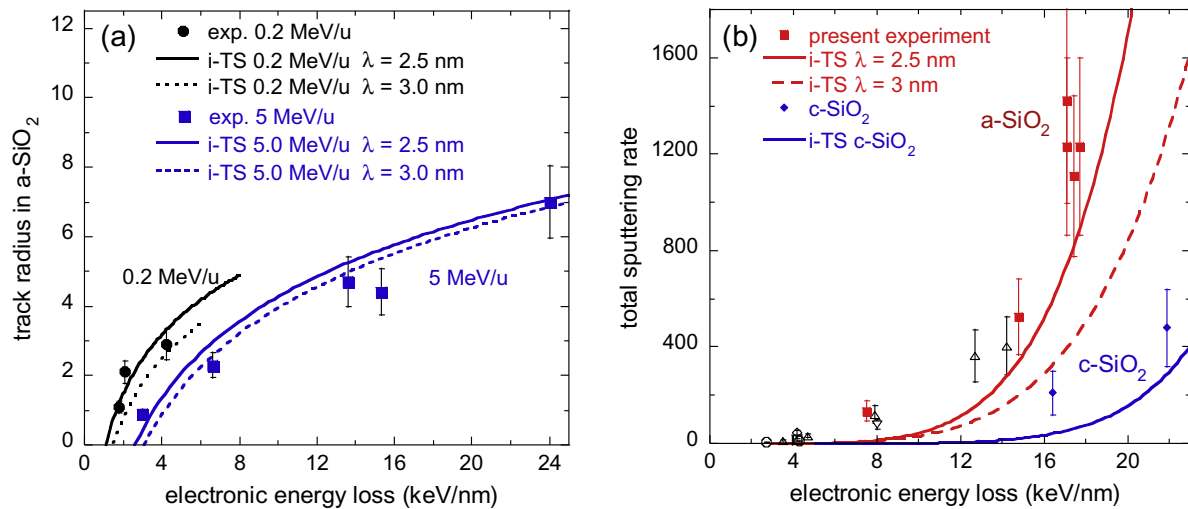 (a)
exp. 0.2 MeV/u
i-TS 0.2 MeV/u λ = 2.5 nm
i-TS 0.2 MeV/u λ = 3.0 nm
exp. 5 MeV/u
i-TS 5.0 MeV/u λ = 2.5 nm
i-TS 5.0 MeV/u λ = 3.0 nm
0.2 MeV/u
5 MeV/u
12
10
8
6
4
2
0
track radius in a-SiO₂
0 4 8 12 16 20 24
electronic energy loss (keV/nm)
(b)
present experiment
i-TS λ = 2.5 nm
i-TS λ = 3 nm
c-SiO₂
i-TS c-SiO₂
a-SiO₂
c-SiO₂
1600
1200
800
400
0
total sputtering rate
0 4 8 12 16 20
electronic energy loss (keV/nm)